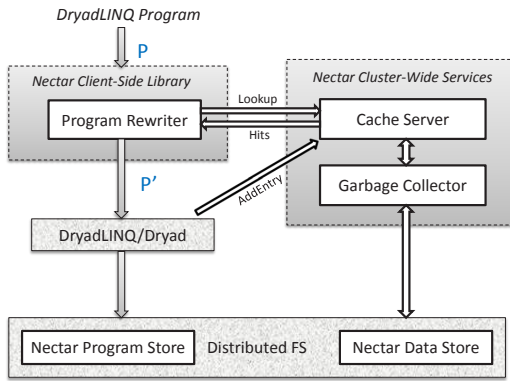 DryadLINQ Program
P
Nectar Client-Side Library
Nectar Cluster-Wide Services
Program Rewriter
Lookup
Hits
Cache Server
AddEntry
Garbage Collector
P'
DryadLINQ/Dryad
Nectar Program Store
Distributed FS
Nectar Data Store